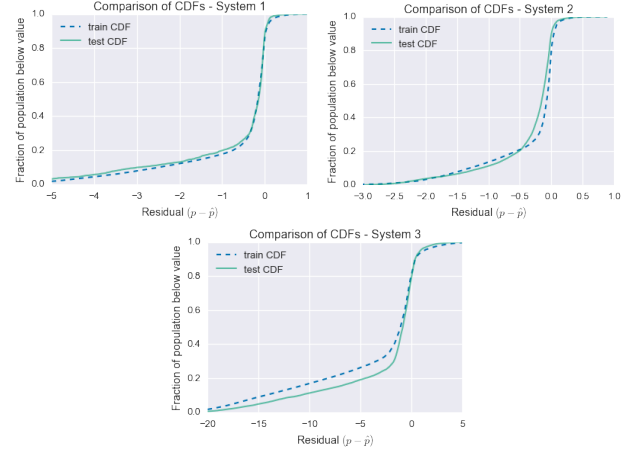 Comparison of CDFs - System 1
train CDF
test CDF
Fraction of population below value
1.0
0.8
0.6
0.4
0.2
0.0
−5 −4 −3 −2 −1 0 1
Residual (p − p̂)
Comparison of CDFs - System 2
train CDF
test CDF
Fraction of population below value
1.0
0.8
0.6
0.4
0.2
0.0
−3.0 −2.5 −2.0 −1.5 −1.0 −0.5 0.0 0.5 1.0
Residual (p − p̂)
Comparison of CDFs - System 3
train CDF
test CDF
Fraction of population below value
1.0
0.8
0.6
0.4
0.2
0.0
−20 −15 −10 −5 0 5
Residual (p − p̂)